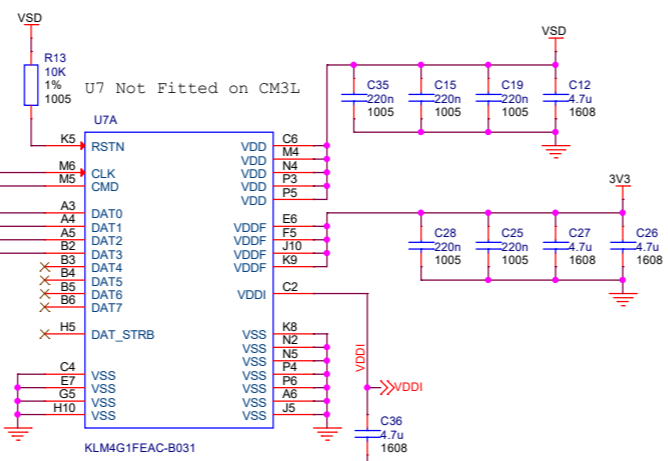 VSD
R13
10K
1%
1005
U7 Not Fitted on CM3L
U7A
K5
RSTN
M6
CLK
M5
CMD
A3
DAT0
A4
DAT1
A5
DAT2
B2
DAT3
B3
DAT4
B4
DAT5
B5
DAT6
B6
DAT7
H5
DAT_STRB
C4
VSS
E7
VSS
G5
VSS
H10
VSS
C6
VDD
M4
VDD
N4
VDD
P3
VDD
P5
VDD
E6
VDDF
F5
VDDF
J10
VDDF
K9
VDDF
C2
VDDI
K8
VSS
N2
VSS
N5
VSS
P4
VSS
P6
VSS
A6
VSS
J5
VSS
KLM4G1FEAC-B031
VSD
C35
220n
1005
C15
220n
1005
C19
220n
1005
C12
4.7u
1608
3V3
C28
220n
1005
C25
220n
1005
C27
4.7u
1608
C26
4.7u
1608
VDDI
VDDI
C36
4.7u
1608